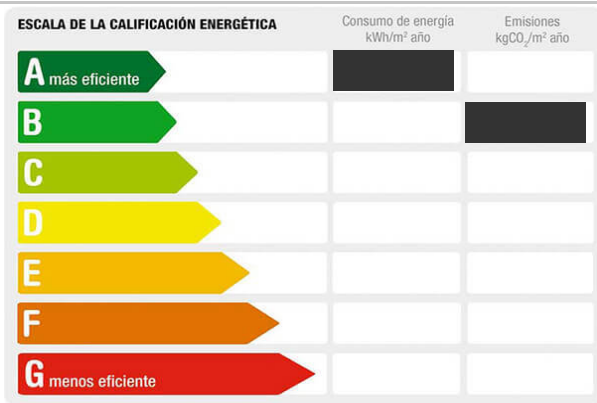 ESCALA DE LA CALIFICACIÓN ENERGÉTICA
Consumo de energía
kWh/m² año
Emisiones
kgCO₂/m² año
A más eficiente
B
C
D
E
F
G menos eficiente